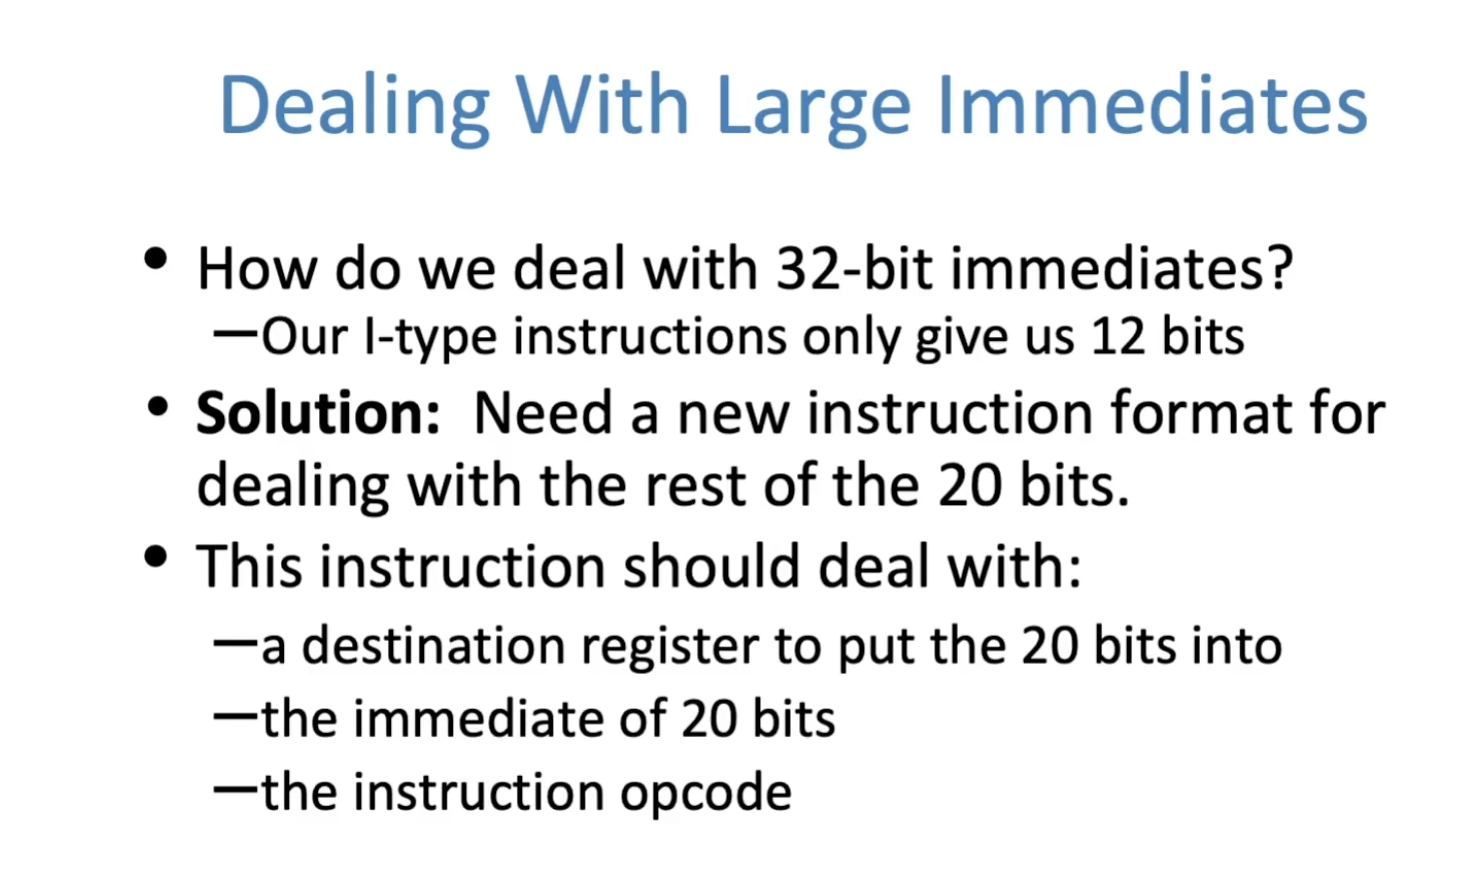 Dealing With Large Immediates
• How do we deal with 32-bit immediates?
—Our I-type instructions only give us 12 bits
• Solution: Need a new instruction format for
dealing with the rest of the 20 bits.
• This instruction should deal with:
—a destination register to put the 20 bits into
—the immediate of 20 bits
—the instruction opcode